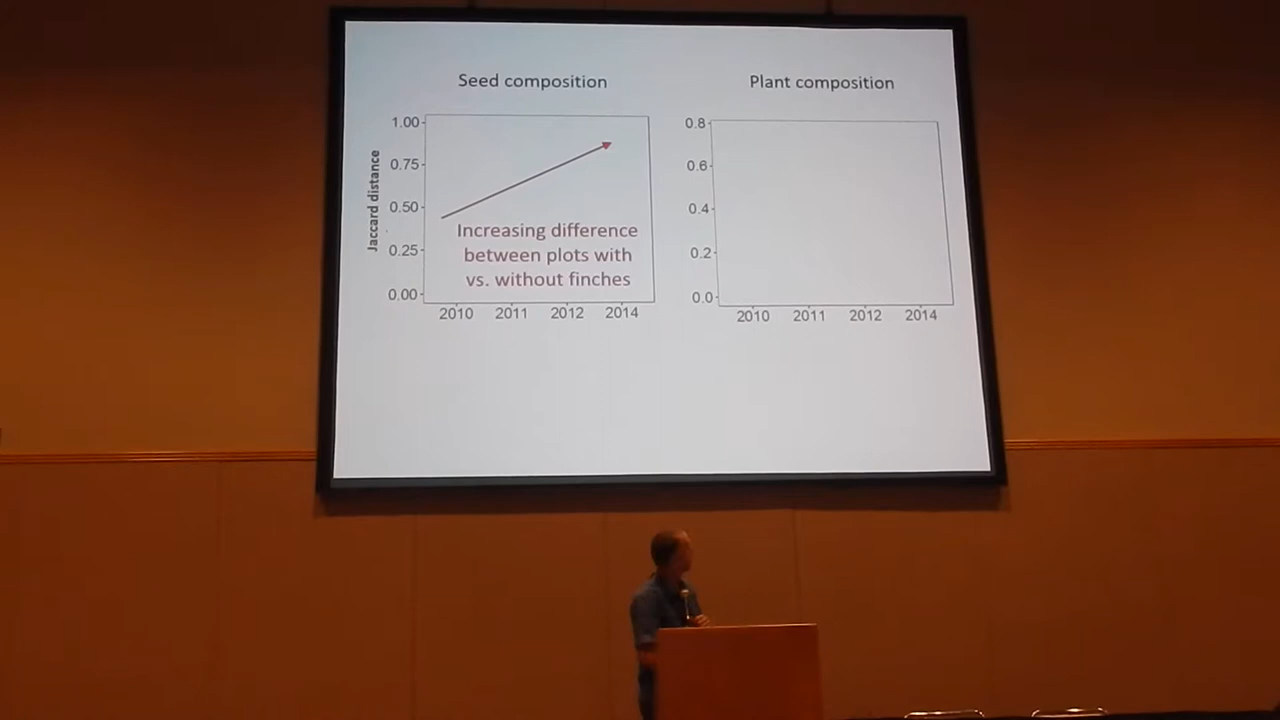 Seed composition
Jaccard distance
1.00
0.75
0.50
0.25
0.00
Increasing difference
between plots with
vs. without finches
2010 2011 2012 2014
Plant composition
0.8
0.6
0.4
0.2
0.0
2010 2011 2012 2014